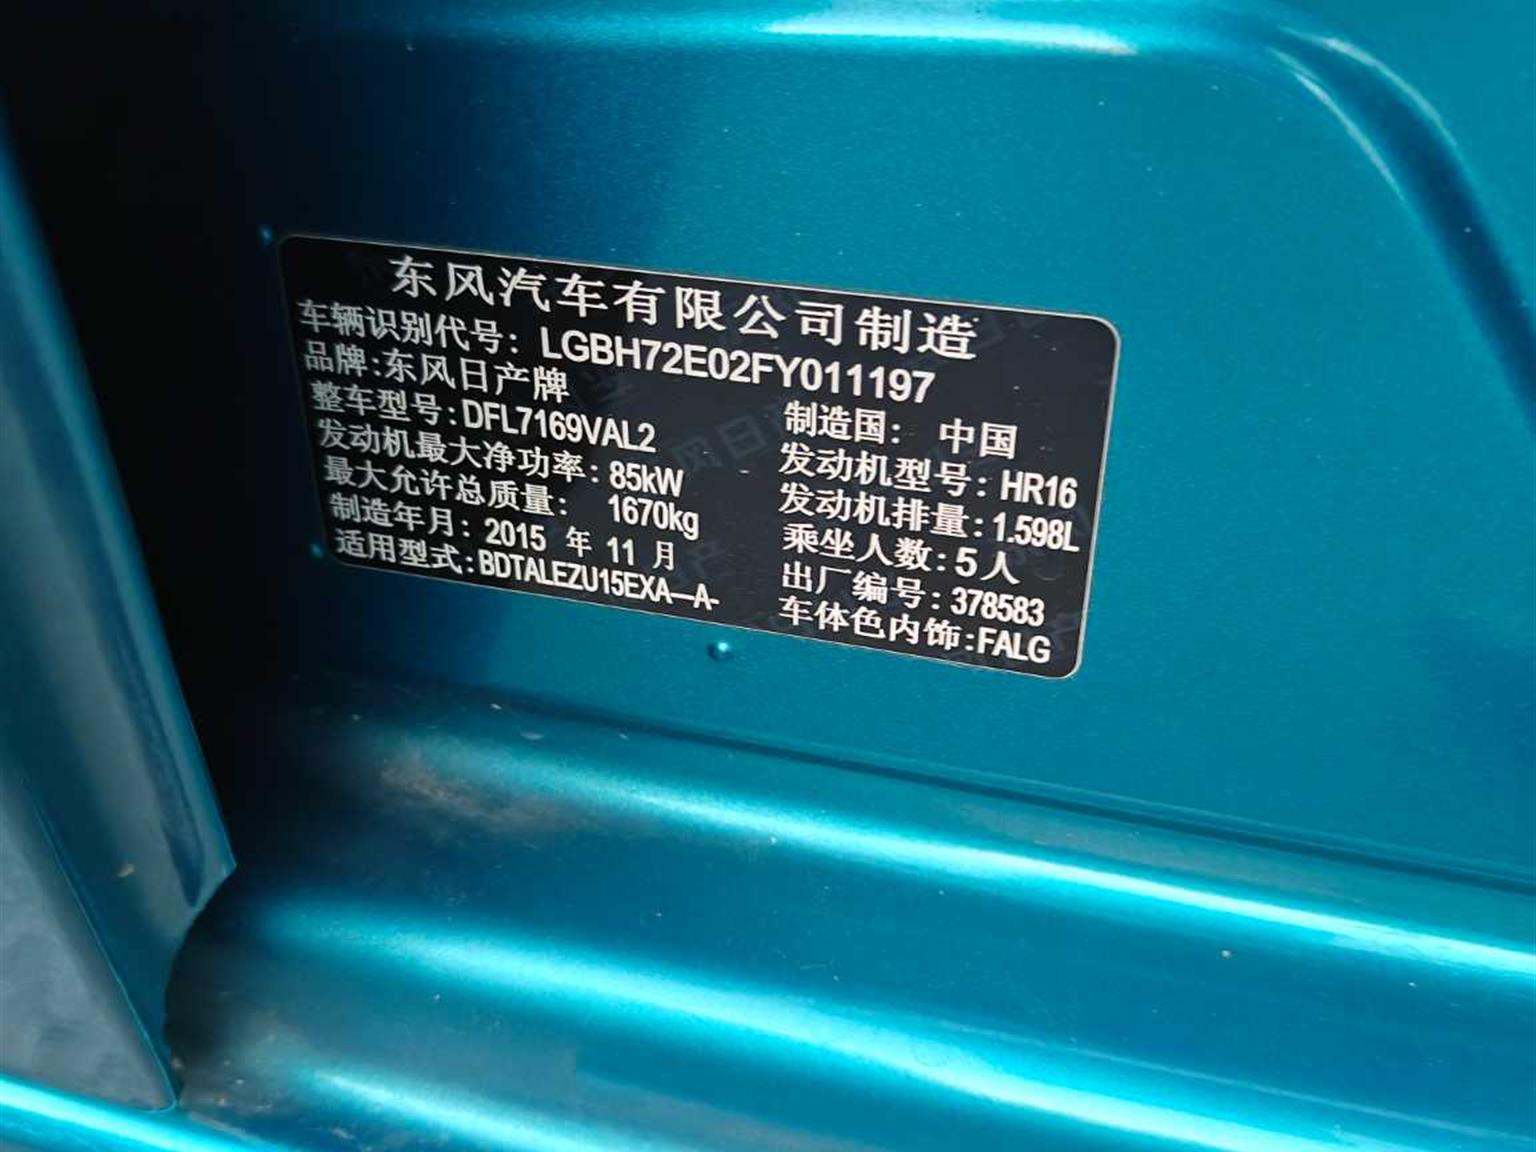 东风汽车有限公司制造
车辆识别代号：LGBH72E02FY011197
品牌:东风日产牌 制造国： 中国
整车型号:DFL7169VAL2 发动机型号：HR16
发动机最大净功率：85kW 发动机排量:1.598L
最大允许总质量： 1670kg 乘坐人数:5人
制造年月：2015 年 11 月 出厂编号:378583
适用型式:BDTALEZU15EXA—A- 车体色内饰:FALG